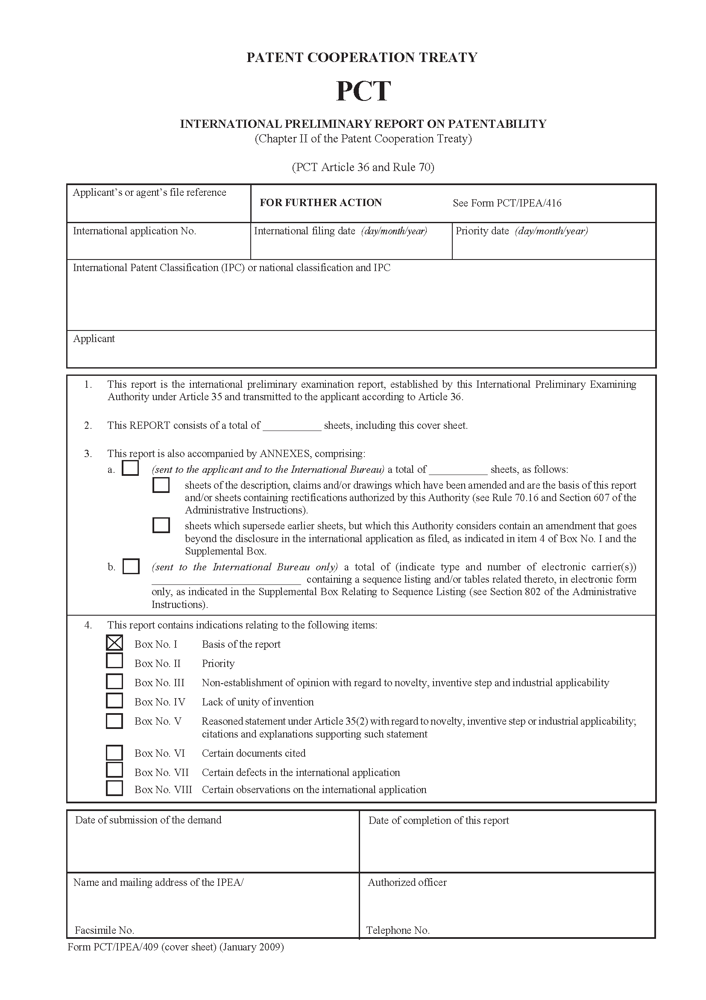 PATENT COOPERATION TREATY
PCT
INTERNATIONAL PRELIMINARY REPORT ON PATENTABILITY
(Chapter II of the Patent Cooperation Treaty)
(PCT Article 36 and Rule 70)
Applicant’s or agent’s file reference
FOR FURTHER ACTION See Form PCT/IPEA/416
International application No.
International filing date (day/month/year)
Priority date (day/month/year)
International Patent Classification (IPC) or national classification and IPC
Applicant
1. This report is the international preliminary examination report, established by this International Preliminary Examining
Authority under Article 35 and transmitted to the applicant according to Article 36.
2. This REPORT consists of a total of ___________ sheets, including this cover sheet.
3. This report is also accompanied by ANNEXES, comprising:
a. (sent to the applicant and to the International Bureau) a total of ___________ sheets, as follows:
sheets of the description, claims and/or drawings which have been amended and are the basis of this report
and/or sheets containing rectifications authorized by this Authority (see Rule 70.16 and Section 607 of the
Administrative Instructions).
sheets which supersede earlier sheets, but which this Authority considers contain an amendment that goes
beyond the disclosure in the international application as filed, as indicated in item 4 of Box No. I and the
Supplemental Box.
b. (sent to the International Bureau only) a total of (indicate type and number of electronic carrier(s))
____________________________ containing a sequence listing and/or tables related thereto, in electronic form
only, as indicated in the Supplemental Box Relating to Sequence Listing (see Section 802 of the Administrative
Instructions).
4. This report contains indications relating to the following items:
Box No. I Basis of the report
Box No. II Priority
Box No. III Non-establishment of opinion with regard to novelty, inventive step and industrial applicability
Box No. IV Lack of unity of invention
Box No. V Reasoned statement under Article 35(2) with regard to novelty, inventive step or industrial applicability;
citations and explanations supporting such statement
Box No. VI Certain documents cited
Box No. VII Certain defects in the international application
Box No. VIII Certain observations on the international application
Date of submission of the demand
Date of completion of this report
Name and mailing address of the IPEA/
Authorized officer
Facsimile No.
Telephone No.
Form PCT/IPEA/409 (cover sheet) (January 2009)